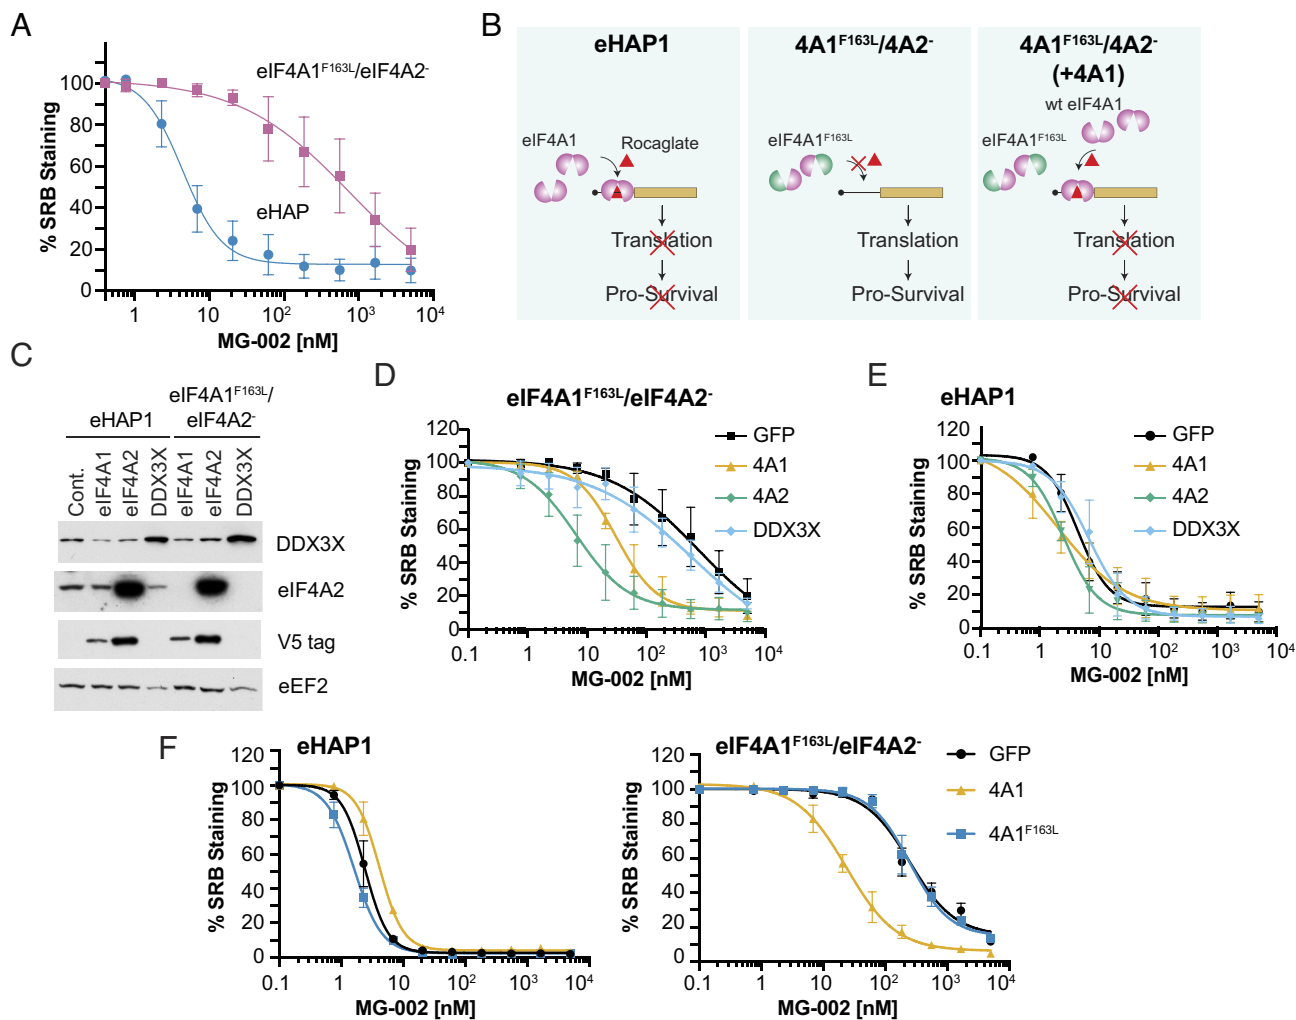 A
% SRB Staining
100
80
60
40
20
0
eIF4A1F163L/eIF4A2-
eHAP
1
10
10²
10³
10⁴
MG-002 [nM]
B
eHAP1
eIF4A1
Rocaglate
Translation
Pro-Survival
4A1F163L/4A2-
eIF4A1F163L
Translation
Pro-Survival
4A1F163L/4A2-
(+4A1)
wt eIF4A1
eIF4A1F163L
Translation
Pro-Survival
C
eHAP1
eIF4A1F163L/
eIF4A2-
Cont.
eIF4A1
eIF4A2
DDX3X
eIF4A1
eIF4A2
DDX3X
DDX3X
eIF4A2
V5 tag
eEF2
D
eIF4A1F163L/eIF4A2-
% SRB Staining
120
100
80
60
40
20
0
GFP
4A1
4A2
DDX3X
0.1
1
10
10²
10³
10⁴
MG-002 [nM]
E
eHAP1
% SRB Staining
120
100
80
60
40
20
0
GFP
4A1
4A2
DDX3X
0.1
1
10
10²
10³
10⁴
MG-002 [nM]
F
eHAP1
% SRB Staining
120
100
80
60
40
20
0
0.1
1
10
10²
10³
10⁴
MG-002 [nM]
eIF4A1F163L/eIF4A2-
% SRB Staining
120
100
80
60
40
20
0
0.1
1
10
10²
10³
10⁴
MG-002 [nM]
GFP
4A1
4A1F163L